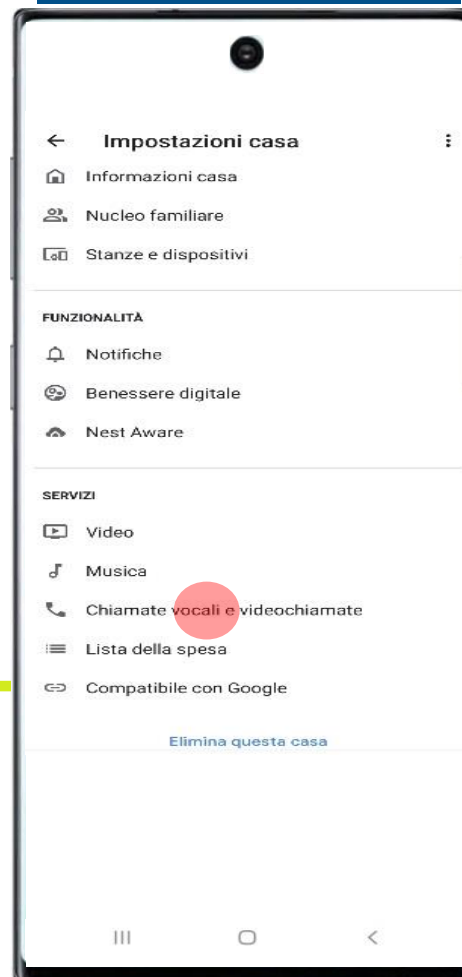 Impostazioni casa
Informazioni casa
Nucleo familiare
Stanze e dispositivi
FUNZIONALITÀ
Notifiche
Benessere digitale
Nest Aware
SERVIZI
Video
Musica
Chiamate vocali e videochiamate
Lista della spesa
Compatibile con Google
Elimina questa casa